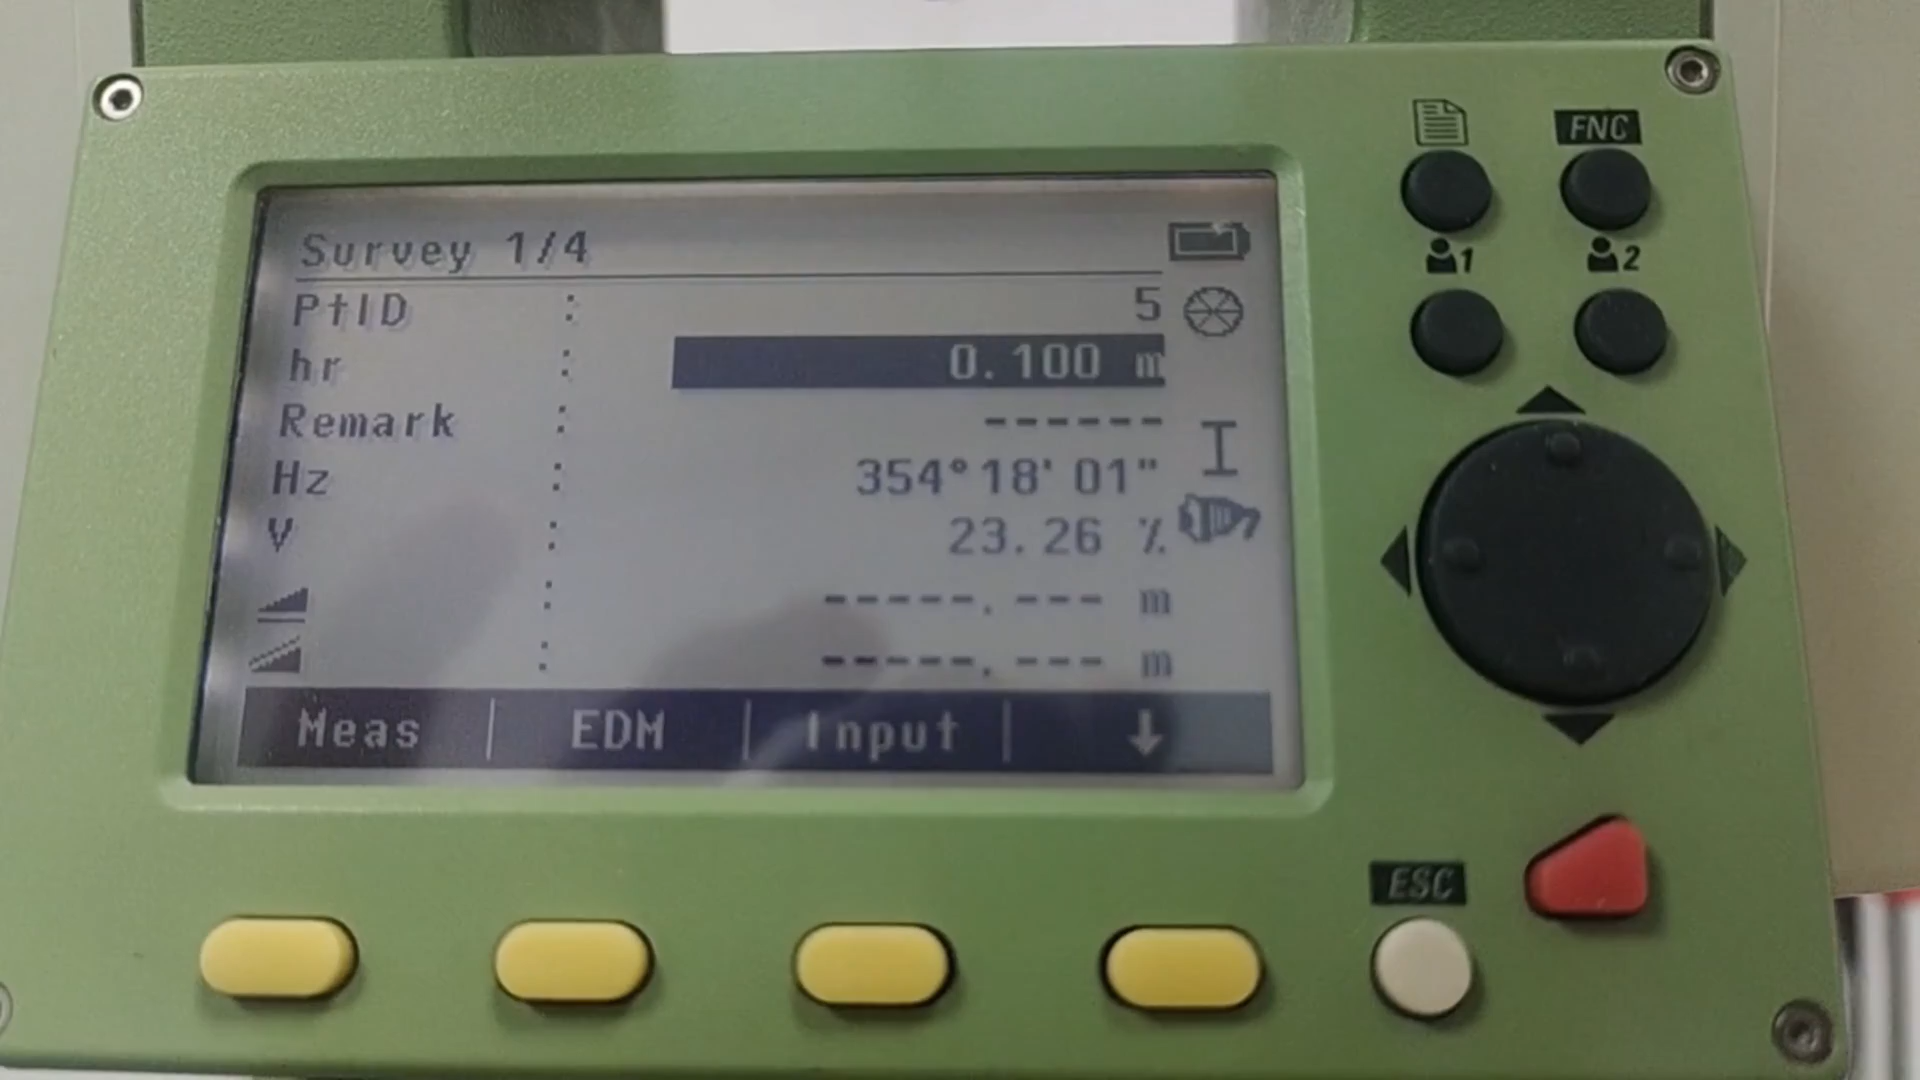 Survey 1/4
PtID : 5
hr : 0.100 m
Remark : ------
Hz : 354°18'01"
V : 23.26 %
: -----.--- m
: -----.--- m
Meas | EDM | Input | ↓
FNC
1
2
ESC